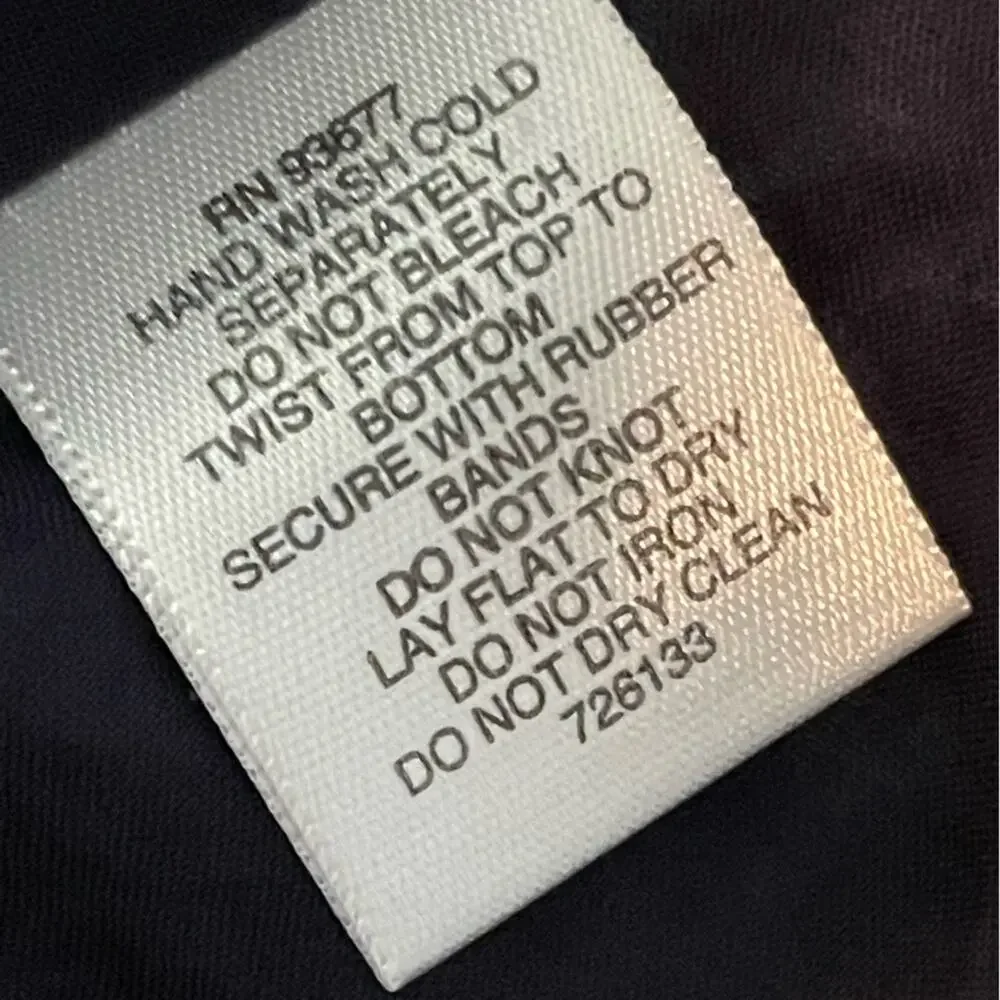 RN 93677
HAND WASH COLD
SEPARATELY
DO NOT BLEACH
TWIST FROM TOP TO
BOTTOM
SECURE WITH RUBBER
BANDS
DO NOT KNOT
LAY FLAT TO DRY
DO NOT IRON
DO NOT DRY CLEAN
726133